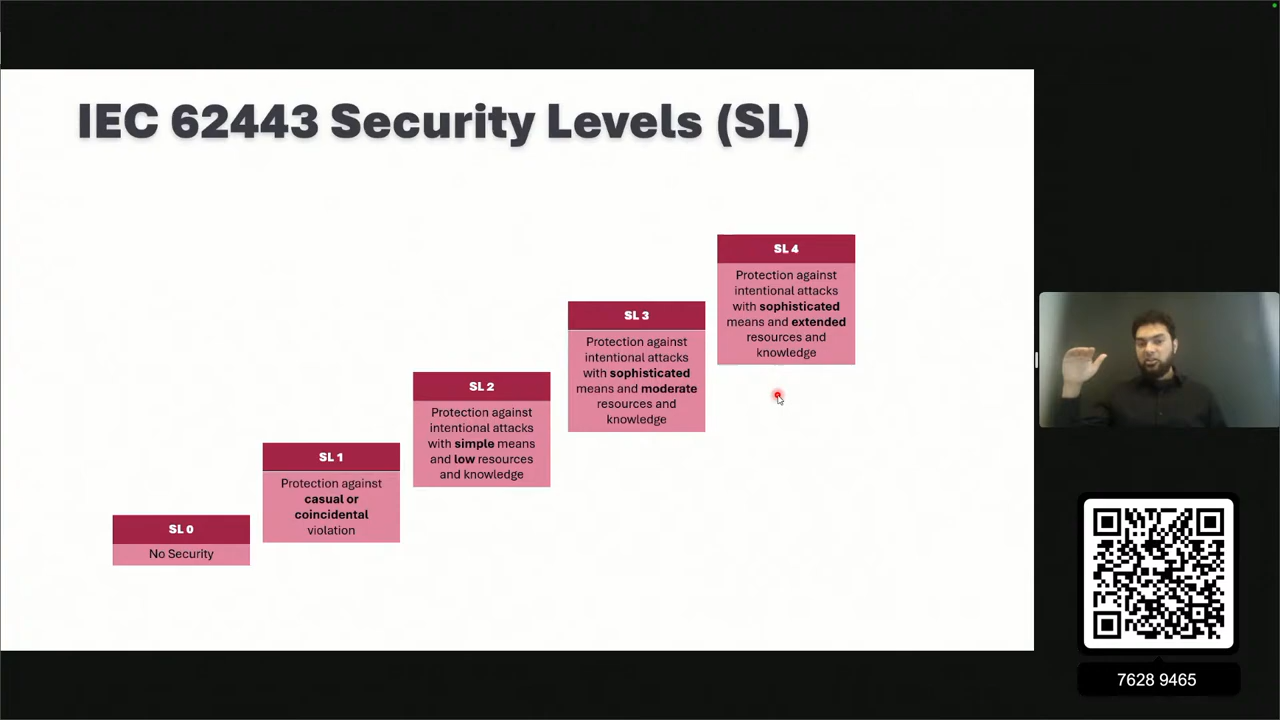 IEC 62443 Security Levels (SL)
SL 4
Protection against
intentional attacks
with sophisticated
means and extended
resources and
knowledge
SL 3
Protection against
intentional attacks
with sophisticated
means and moderate
resources and
knowledge
SL 2
Protection against
intentional attacks
with simple means
and low resources
and knowledge
SL 1
Protection against
casual or
coincidental
violation
SL 0
No Security
7628 9465